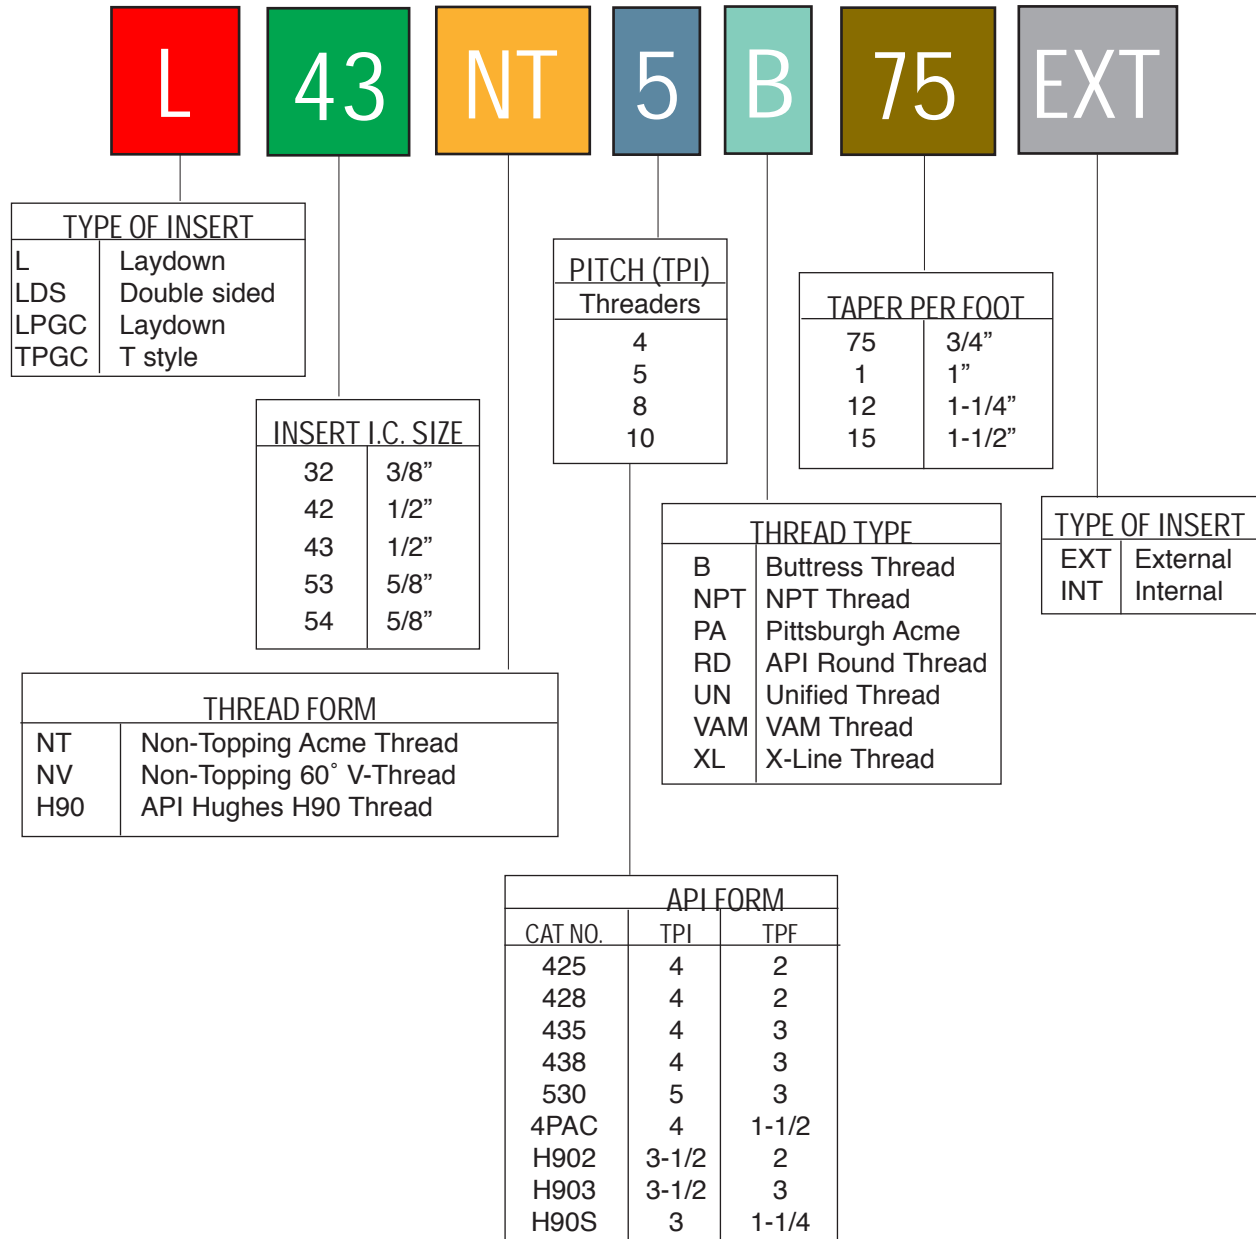 L 43 NT 5 B 75 EXT
TYPE OF INSERT
L Laydown
LDS Double sided
LPGC Laydown
TPGC T style
INSERT I.C. SIZE
32 3/8”
42 1/2”
43 1/2”
53 5/8”
54 5/8”
THREAD FORM
NT Non-Topping Acme Thread
NV Non-Topping 60˚ V-Thread
H90 API Hughes H90 Thread
PITCH (TPI)
Threaders
4
5
8
10
API FORM
CAT NO. TPI TPF
425 4 2
428 4 2
435 4 3
438 4 3
530 5 3
4PAC 4 1-1/2
H902 3-1/2 2
H903 3-1/2 3
H90S 3 1-1/4
THREAD TYPE
B Buttress Thread
NPT NPT Thread
PA Pittsburgh Acme
RD API Round Thread
UN Unified Thread
VAM VAM Thread
XL X-Line Thread
TAPER PER FOOT
75 3/4”
1 1”
12 1-1/4”
15 1-1/2”
TYPE OF INSERT
EXT External
INT Internal